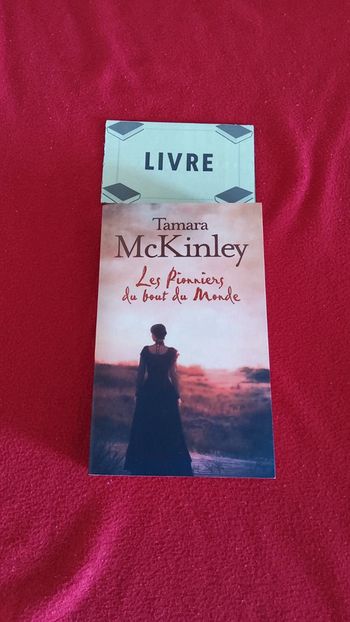 LIVRE
Tamara
McKinley
Les Pionniers
du bout du Monde